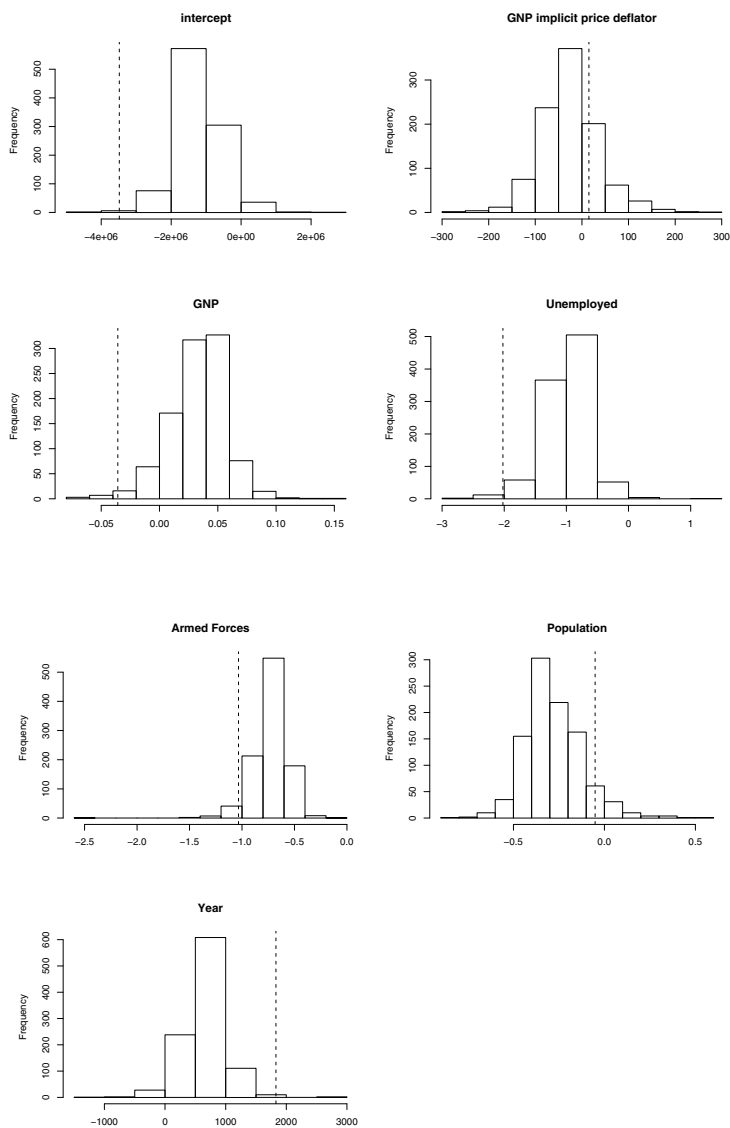 intercept
Frequency
0 100 200 300 400 500
−4e+06 −2e+06 0e+00 2e+06
GNP implicit price deflator
Frequency
0 100 200 300
−300 −200 −100 0 100 200 300
GNP
Frequency
0 50 100 150 200 250 300
−0.05 0.00 0.05 0.10 0.15
Unemployed
Frequency
0 100 200 300 400 500
−3 −2 −1 0 1
Armed Forces
Frequency
0 100 200 300 400 500
−2.5 −2.0 −1.5 −1.0 −0.5 0.0
Population
Frequency
0 50 100 150 200 250 300
−0.5 0.0 0.5
Year
Frequency
0 100 200 300 400 500 600
−1000 0 1000 2000 3000